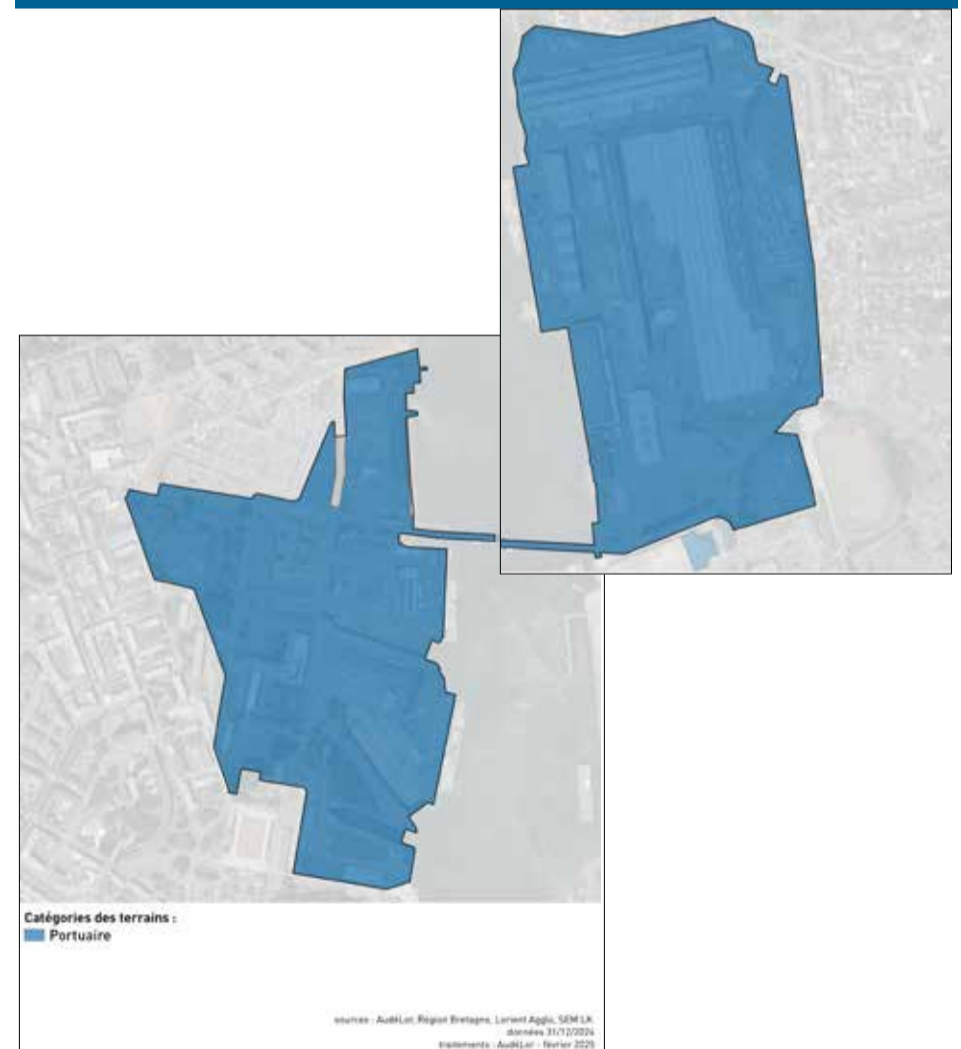 Catégories des terrains :
Portuaire
sources : AudéLor, Région Bretagne, Lorient Agglo, SEM LK
données 31/12/2024
traitements : AudéLor - février 2025